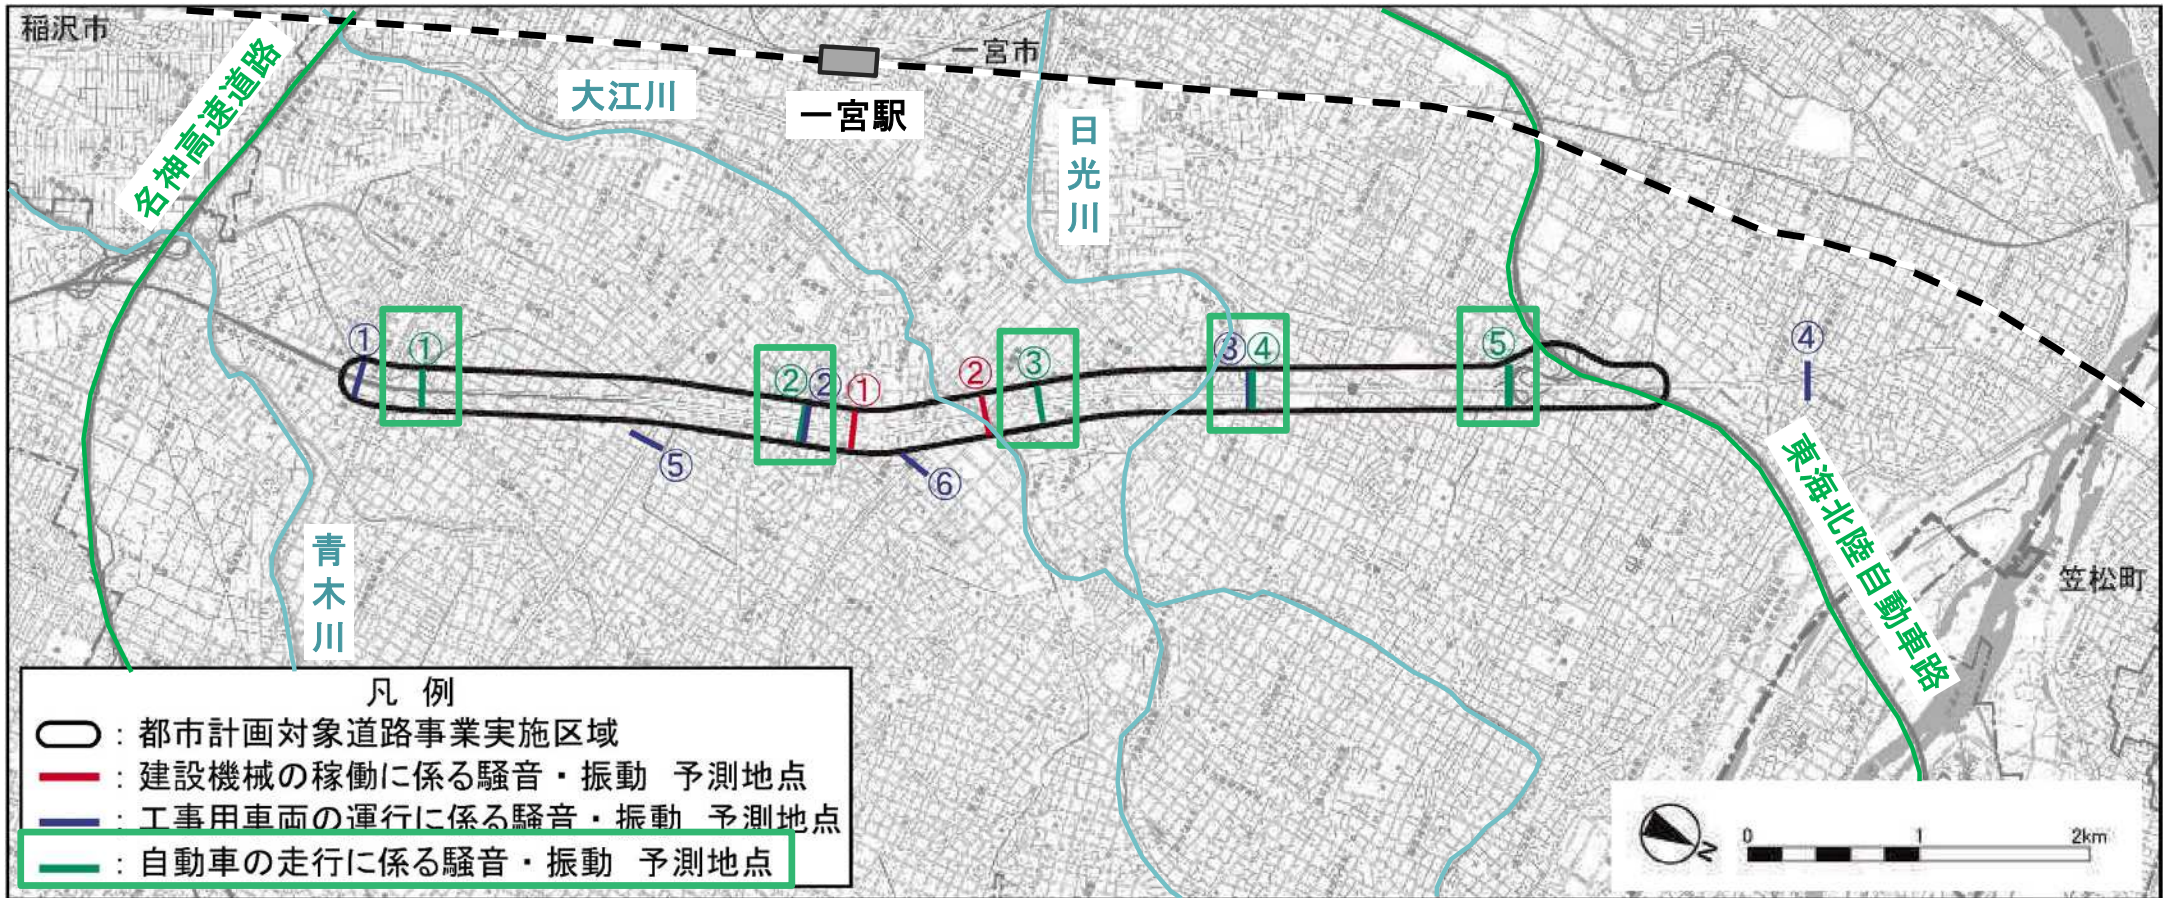 稲沢市
名神高速道路
大江川
一宮市
一宮駅
日光川
① ① ② ② ① ② ③ ③ ④ ⑤ ④
⑤ ⑥
青木川
東海北陸自動車路
笠松町
凡 例
: 都市計画対象道路事業実施区域
: 建設機械の稼働に係る騒音・振動 予測地点
: 工事用車両の運行に係る騒音・振動 予測地点
: 自動車の走行に係る騒音・振動 予測地点
N
0 1 2km